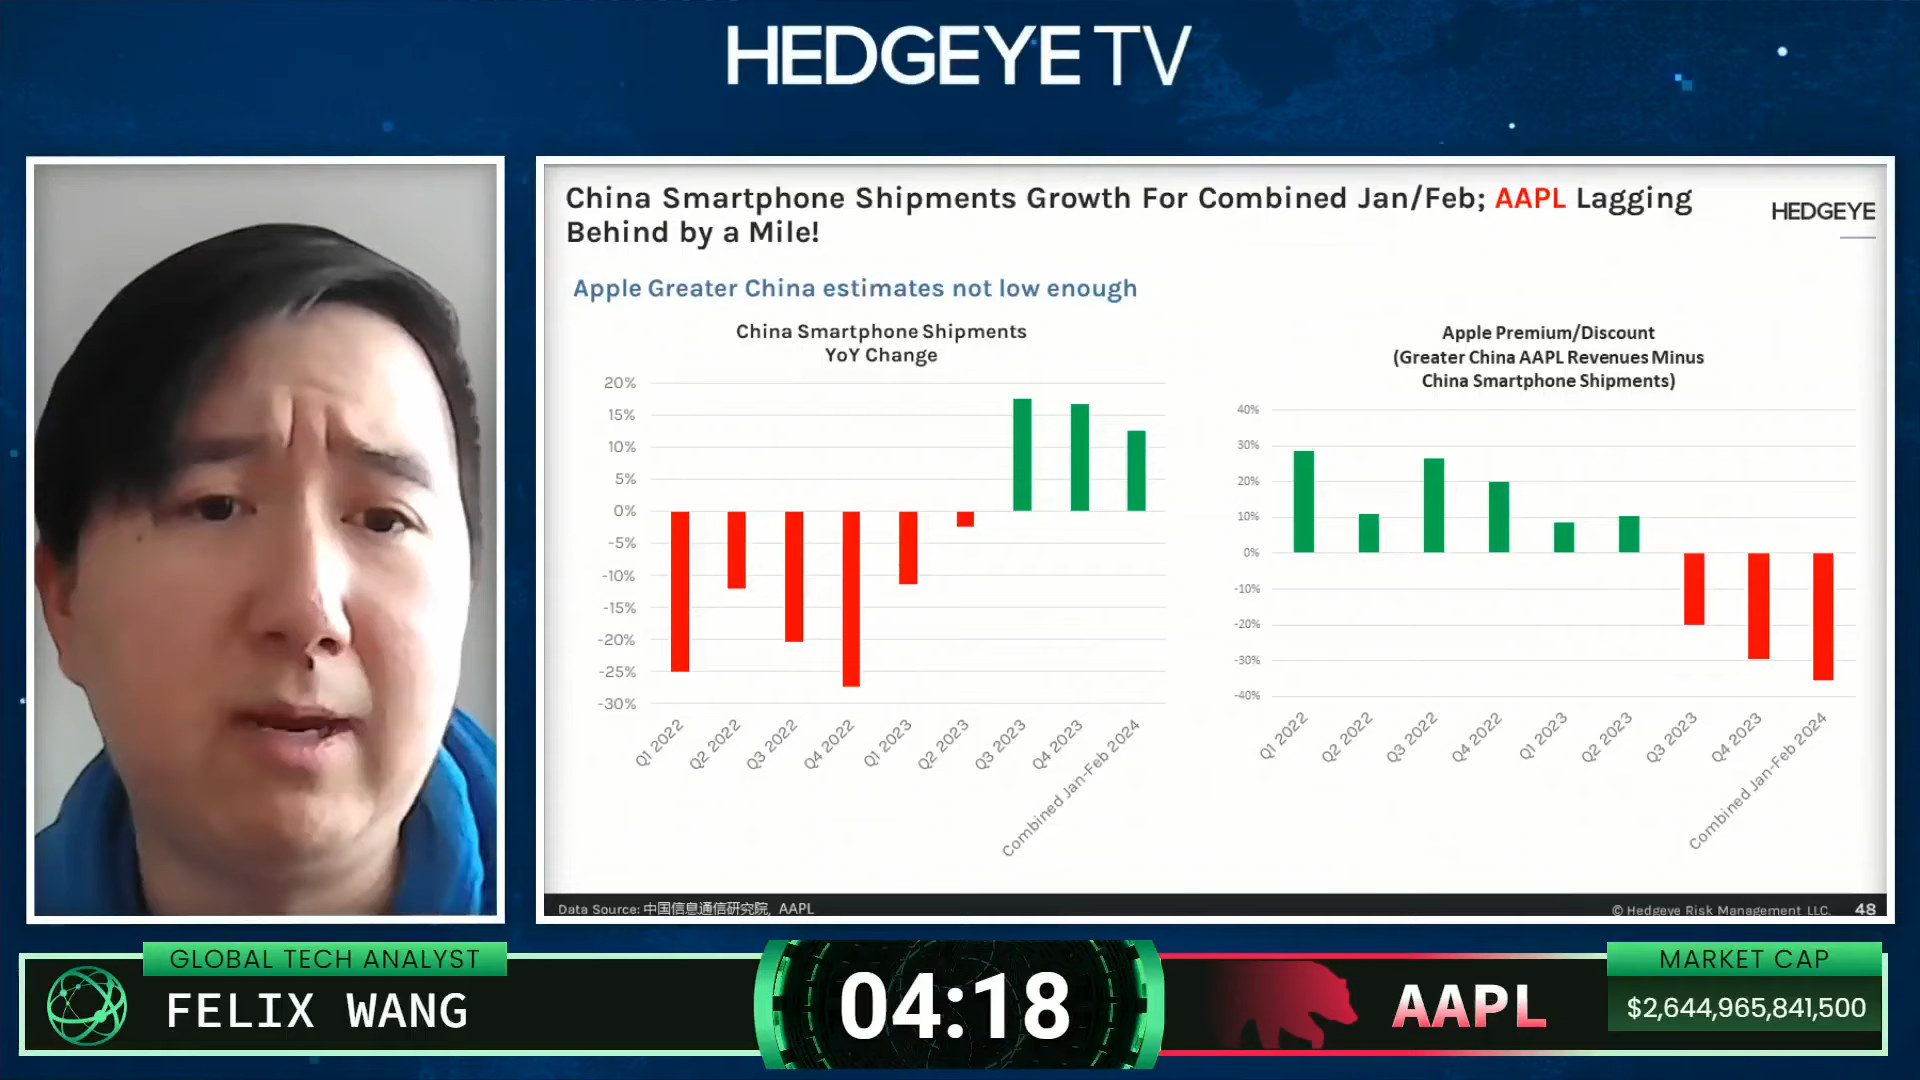 HEDGEYE TV
China Smartphone Shipments Growth For Combined Jan/Feb; AAPL Lagging
Behind by a Mile!
HEDGEYE
Apple Greater China estimates not low enough
China Smartphone Shipments
YoY Change
20%
15%
10%
5%
0%
-5%
-10%
-15%
-20%
-25%
-30%
Q1 2022
Q2 2022
Q3 2022
Q4 2022
Q1 2023
Q2 2023
Q3 2023
Q4 2023
Combined Jan-Feb 2024
Apple Premium/Discount
(Greater China AAPL Revenues Minus
China Smartphone Shipments)
40%
30%
20%
10%
0%
-10%
-20%
-30%
-40%
Q1 2022
Q2 2022
Q3 2022
Q4 2022
Q1 2023
Q2 2023
Q3 2023
Q4 2023
Combined Jan-Feb 2024
Data Source: 中国信息通信研究院, AAPL
© Hedgeye Risk Management LLC. 48
GLOBAL TECH ANALYST
FELIX WANG
04:18
AAPL
MARKET CAP
$2,644,965,841,500